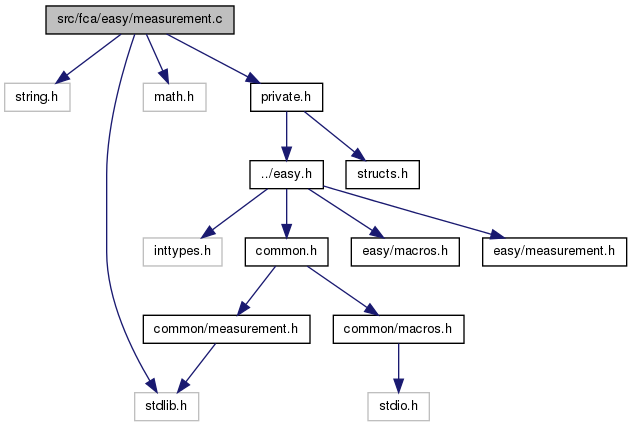 src/fca/easy/measurement.c
string.h
math.h
private.h
../easy.h
structs.h
inttypes.h
common.h
easy/macros.h
easy/measurement.h
common/measurement.h
common/macros.h
stdlib.h
stdio.h